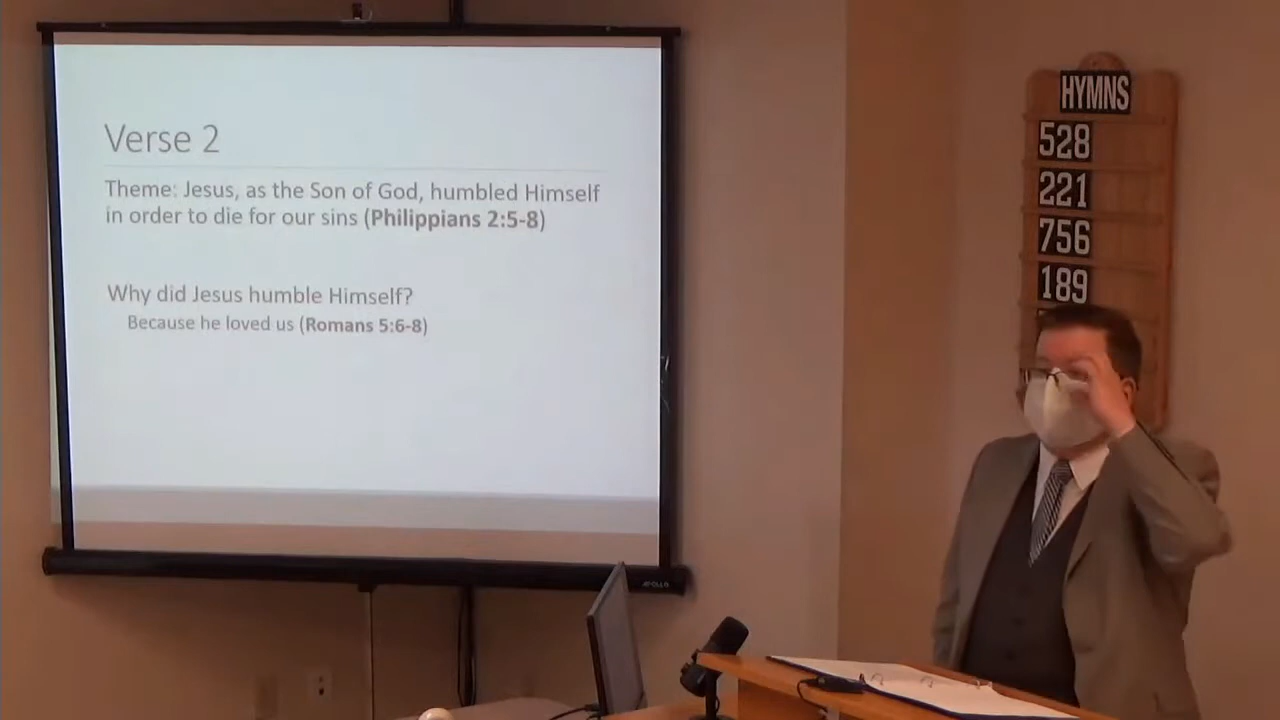 Verse 2
Theme: Jesus, as the Son of God, humbled Himself
in order to die for our sins (Philippians 2:5-8)
Why did Jesus humble Himself?
Because he loved us (Romans 5:6-8)
APOLLO
HYMNS
528
221
756
189